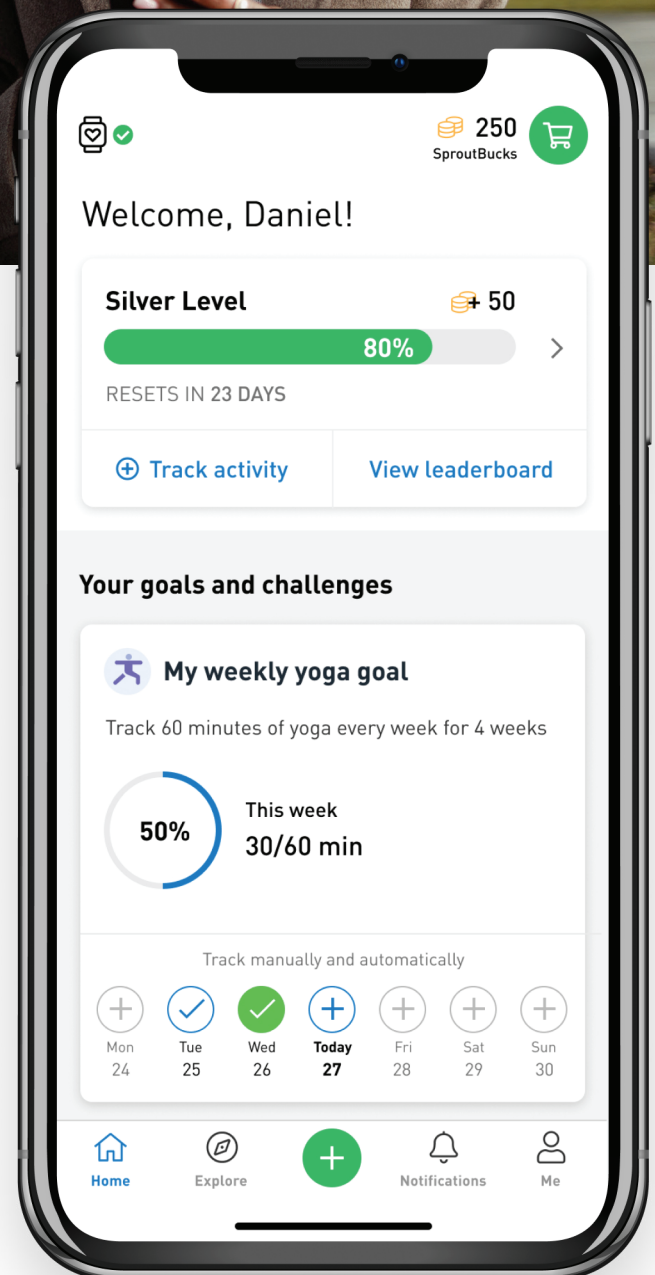 250
SproutBucks
Welcome, Daniel!
Silver Level + 50
80%
RESETS IN 23 DAYS
Track activity View leaderboard
Your goals and challenges
My weekly yoga goal
Track 60 minutes of yoga every week for 4 weeks
50%
This week
30/60 min
Track manually and automatically
Mon Tue Wed Today Fri Sat Sun
24 25 26 27 28 29 30
Home Explore Notifications Me